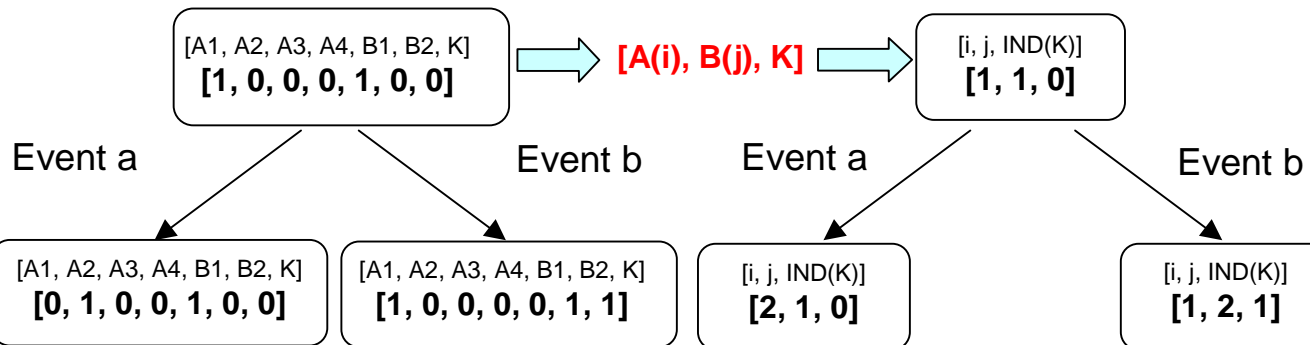 [A1, A2, A3, A4, B1, B2, K]
[1, 0, 0, 0, 1, 0, 0]
[A(i), B(j), K]
[i, j, IND(K)]
[1, 1, 0]
Event a
Event b
Event a
Event b
[A1, A2, A3, A4, B1, B2, K]
[0, 1, 0, 0, 1, 0, 0]
[A1, A2, A3, A4, B1, B2, K]
[1, 0, 0, 0, 0, 1, 1]
[i, j, IND(K)]
[2, 1, 0]
[i, j, IND(K)]
[1, 2, 1]